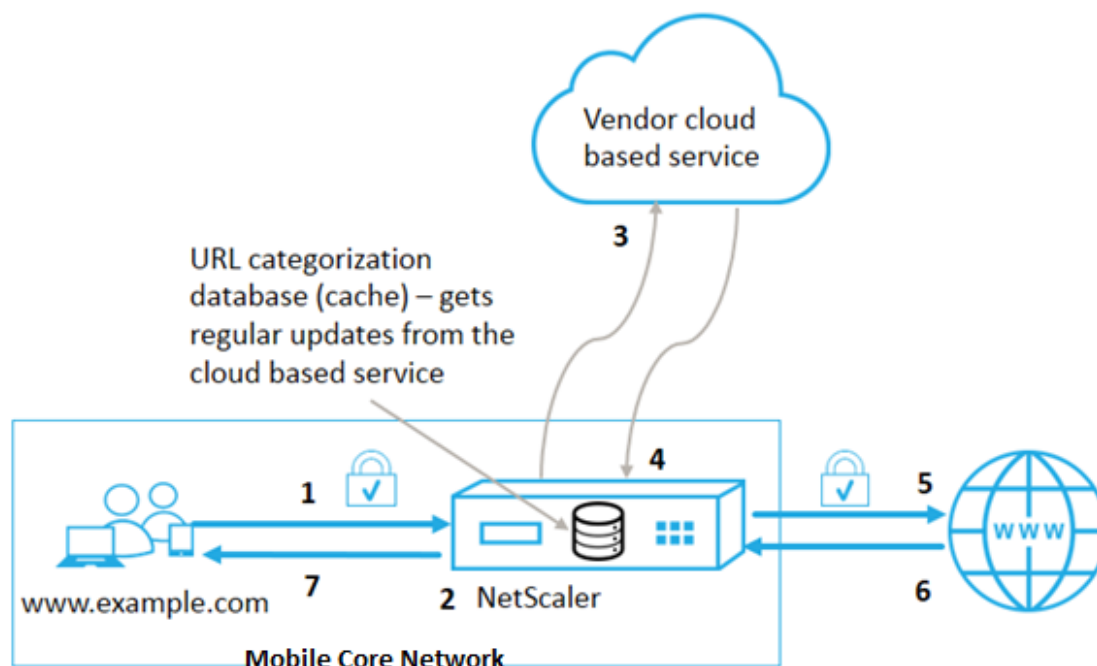 Vendor cloud
based service
3
URL categorization
database (cache) – gets
regular updates from the
cloud based service
4
1
5
WWW
7
2 NetScaler
6
www.example.com
Mobile Core Network